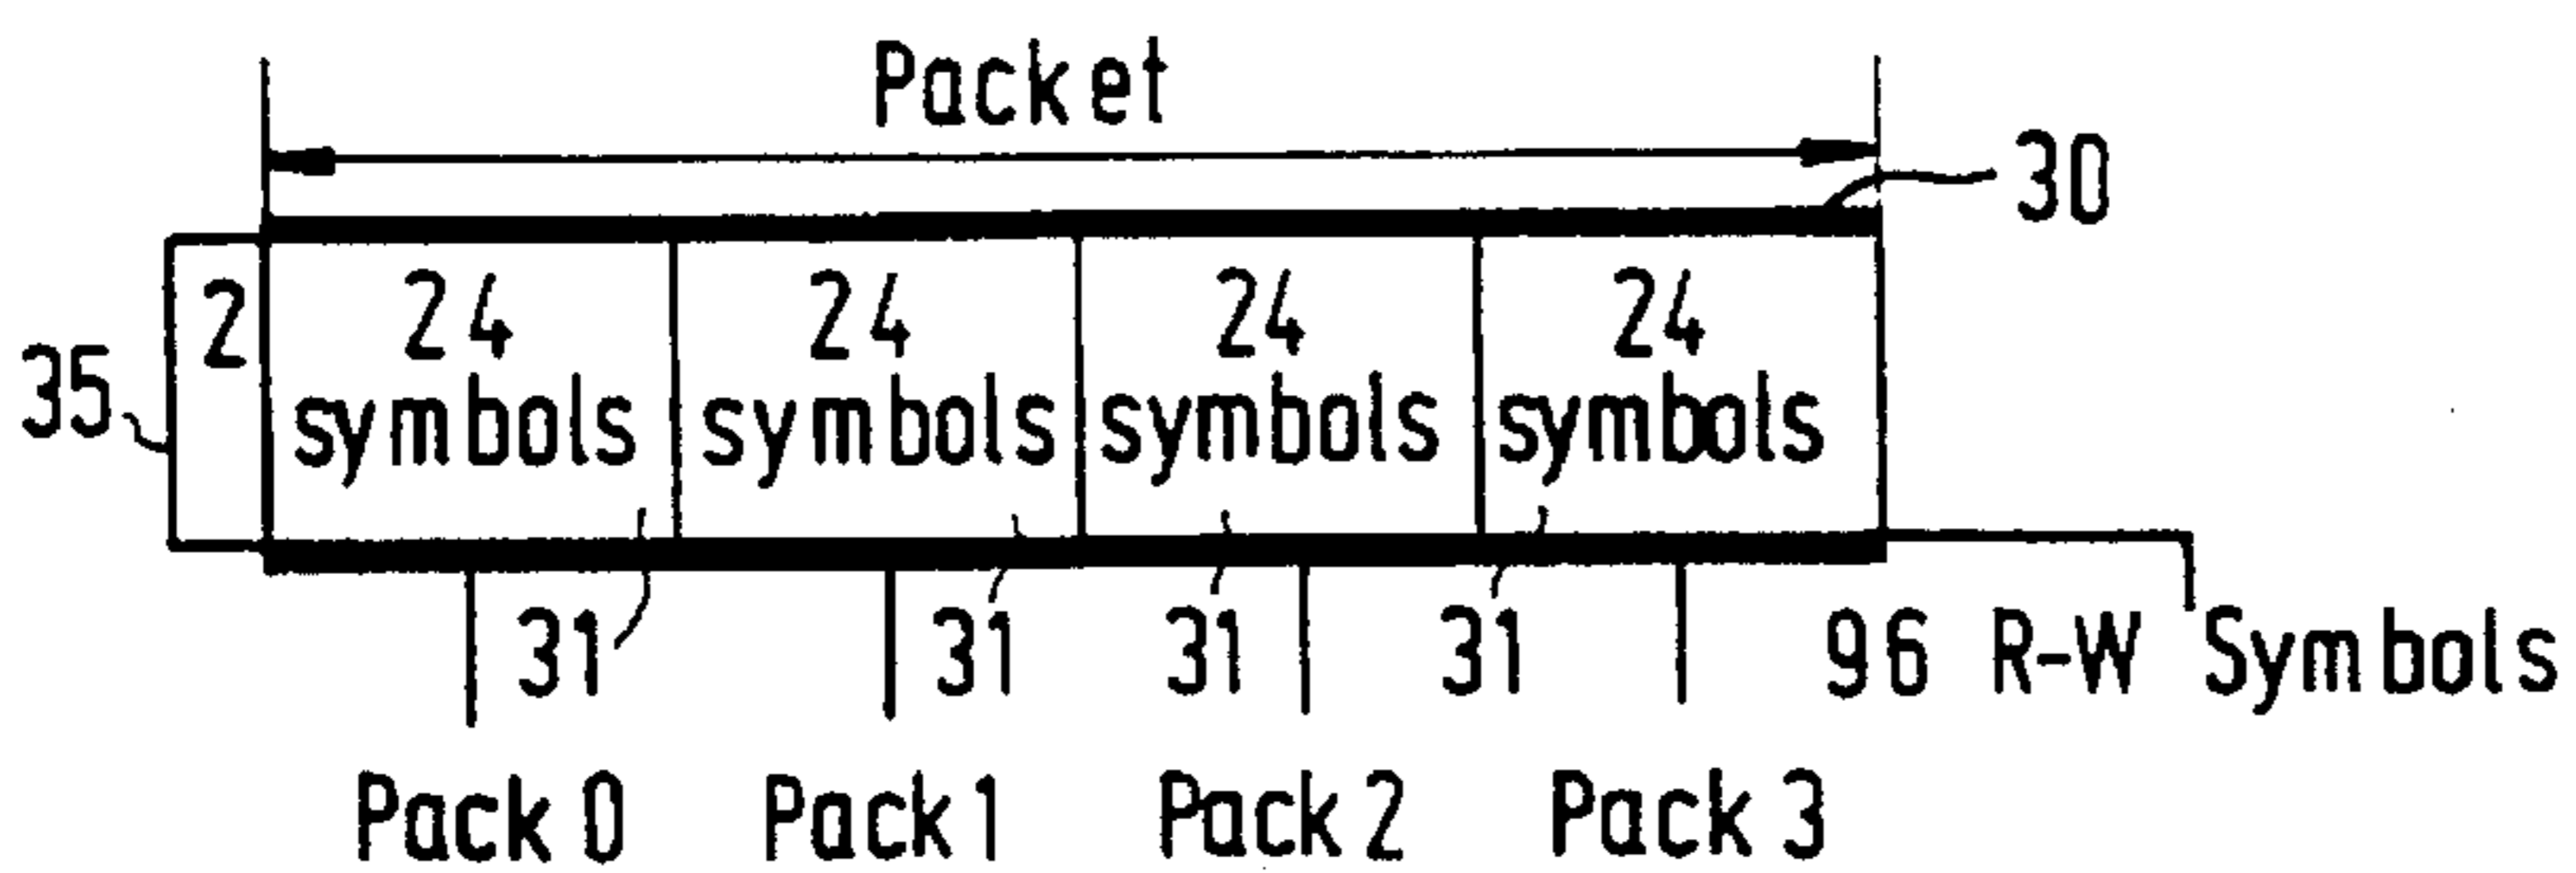 Packet
30
2 24 24 24 24
35 symbols symbols symbols symbols
31 31 31 31 96 R-W Symbols
Pack 0 Pack 1 Pack 2 Pack 3